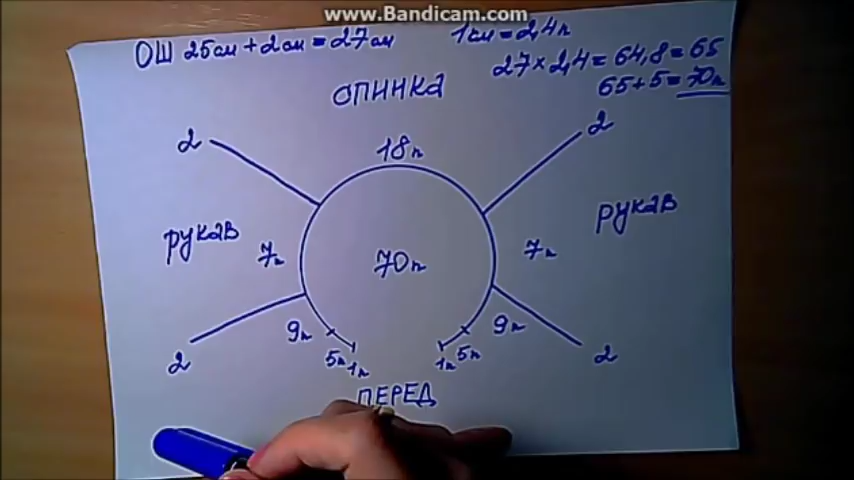 www.Bandicam.com
ОШ 25см + 2см = 27см
1см = 2,4п
27 × 2,4 = 64,8 = 65
65 + 5 = 70п
СПИНКА
2
2
18п
рукав
рукав
7п
70п
7п
9п
9п
5п 1п
1п 5п
2
2
ПЕРЕД